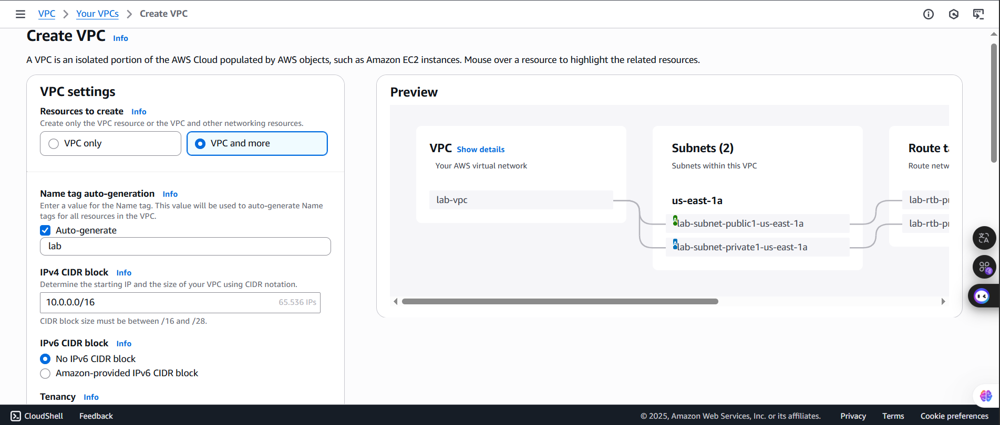 VPC > Your VPCs > Create VPC
Create VPC Info
A VPC is an isolated portion of the AWS Cloud populated by AWS objects, such as Amazon EC2 instances. Mouse over a resource to highlight the related resources.
VPC settings
Resources to create Info
Create only the VPC resource or the VPC and other networking resources.
VPC only
VPC and more
Name tag auto-generation Info
Enter a value for the Name tag. This value will be used to auto-generate Name
tags for all resources in the VPC.
Auto-generate
lab
IPv4 CIDR block Info
Determine the starting IP and the size of your VPC using CIDR notation.
10.0.0.0/16 65.536 IPs
CIDR block size must be between /16 and /28.
IPv6 CIDR block Info
No IPv6 CIDR block
Amazon-provided IPv6 CIDR block
Tenancy Info
Preview
VPC Show details
Your AWS virtual network
lab-vpc
Subnets (2)
Subnets within this VPC
us-east-1a
A lab-subnet-public1-us-east-1a
A lab-subnet-private1-us-east-1a
Route
Route netw
lab-rtb-p
lab-rtb-p
CloudShell Feedback
© 2025, Amazon Web Services, Inc. or its affiliates. Privacy Terms Cookie preferences